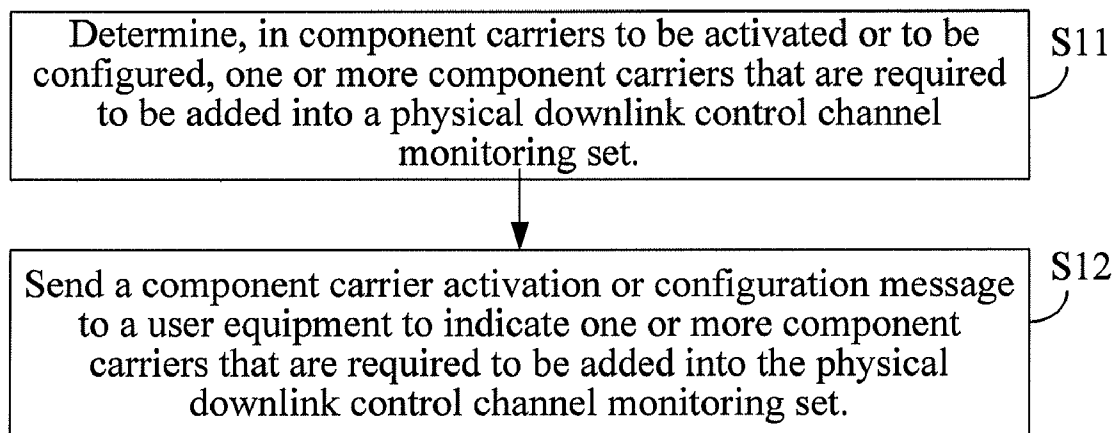 Determine, in component carriers to be activated or to be
configured, one or more component carriers that are required
to be added into a physical downlink control channel
monitoring set.
S11
Send a component carrier activation or configuration message
to a user equipment to indicate one or more component
carriers that are required to be added into the physical
downlink control channel monitoring set.
S12